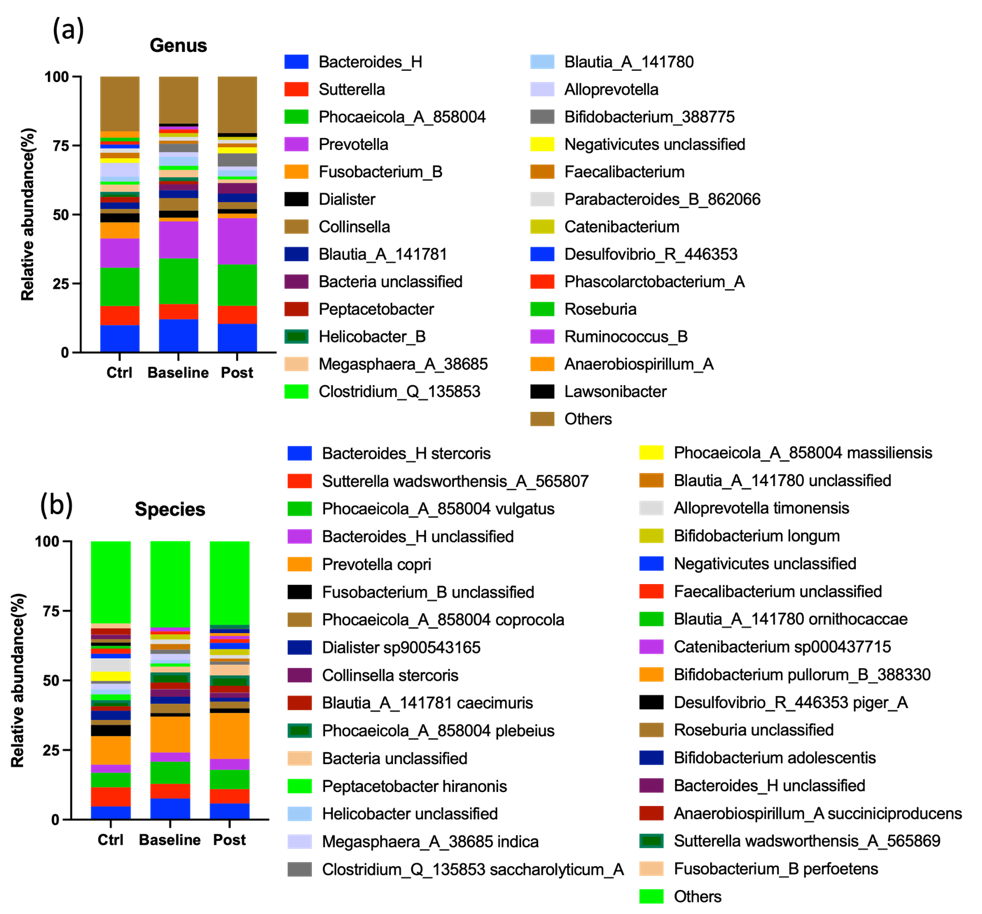 (a)
Genus
Relative abundance(%)
100
75
50
25
0
Ctrl Baseline Post
Bacteroides_H
Sutterella
Phocaeicola_A_858004
Prevotella
Fusobacterium_B
Dialister
Collinsella
Blautia_A_141781
Bacteria unclassified
Peptacetobacter
Helicobacter_B
Megasphaera_A_38685
Clostridium_Q_135853
Blautia_A_141780
Alloprevotella
Bifidobacterium_388775
Negativicutes unclassified
Faecalibacterium
Parabacteroides_B_862066
Catenibacterium
Desulfovibrio_R_446353
Phascolarctobacterium_A
Roseburia
Ruminococcus_B
Anaerobiospirillum_A
Lawsonibacter
Others
(b)
Species
Relative abundance(%)
100
75
50
25
0
Ctrl Baseline Post
Bacteroides_H stercoris
Sutterella wadsworthensis_A_565807
Phocaeicola_A_858004 vulgatus
Bacteroides_H unclassified
Prevotella copri
Fusobacterium_B unclassified
Phocaeicola_A_858004 coprocola
Dialister sp900543165
Collinsella stercoris
Blautia_A_141781 caecimuris
Phocaeicola_A_858004 plebeius
Bacteria unclassified
Peptacetobacter hiranonis
Helicobacter unclassified
Megasphaera_A_38685 indica
Clostridium_Q_135853 saccharolyticum_A
Phocaeicola_A_858004 massiliensis
Blautia_A_141780 unclassified
Alloprevotella timonensis
Bifidobacterium longum
Negativicutes unclassified
Faecalibacterium unclassified
Blautia_A_141780 ornithocaccae
Catenibacterium sp000437715
Bifidobacterium pullorum_B_388330
Desulfovibrio_R_446353 piger_A
Roseburia unclassified
Bifidobacterium adolescentis
Bacteroides_H unclassified
Anaerobiospirillum_A succiniciproducens
Sutterella wadsworthensis_A_565869
Fusobacterium_B perfoetens
Others